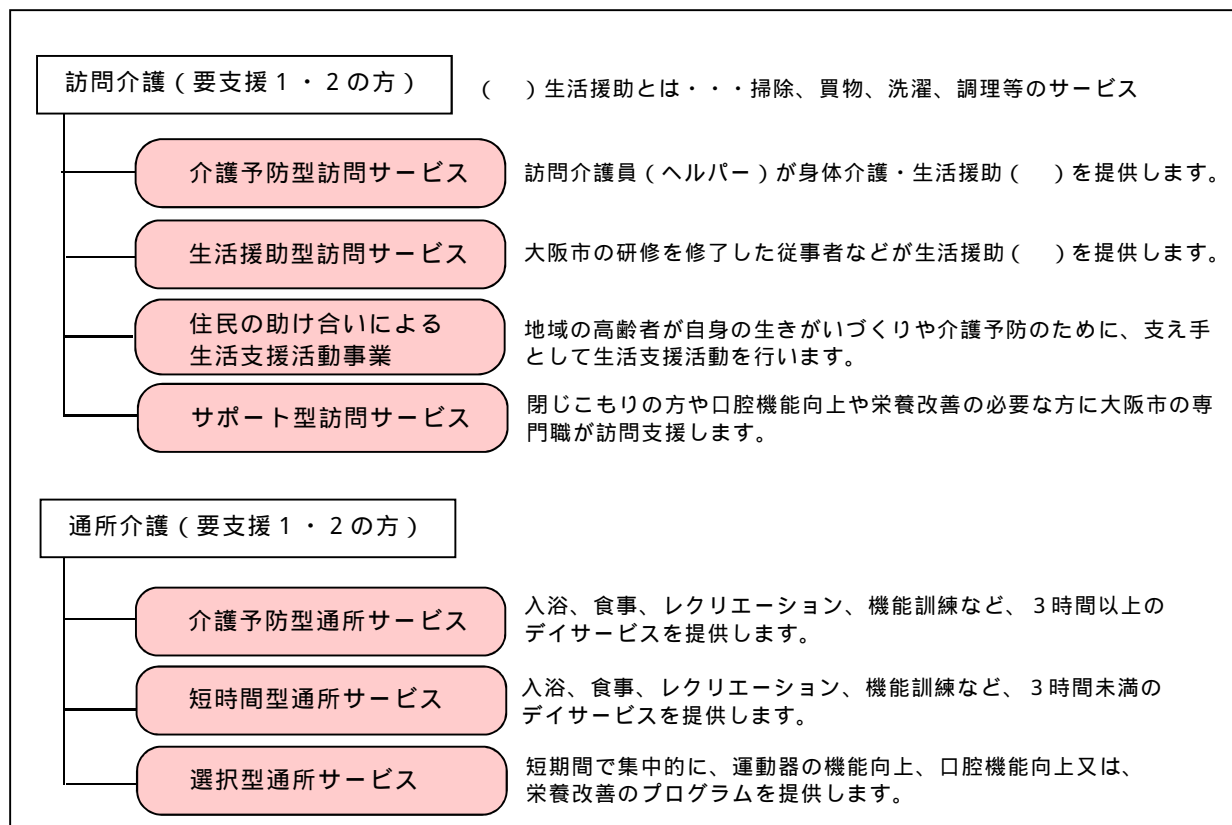 訪問介護(要支援1・2の方)
(　)生活援助とは・・・掃除、買物、洗濯、調理等のサービス
介護予防型訪問サービス
訪問介護員(ヘルパー)が身体介護・生活援助(　)を提供します。
生活援助型訪問サービス
大阪市の研修を修了した従事者などが生活援助(　)を提供します。
住民の助け合いによる
生活支援活動事業
地域の高齢者が自身の生きがいづくりや介護予防のために、支え手
として生活支援活動を行います。
サポート型訪問サービス
閉じこもりの方や口腔機能向上や栄養改善の必要な方に大阪市の専
門職が訪問支援します。
通所介護(要支援1・2の方)
介護予防型通所サービス
入浴、食事、レクリエーション、機能訓練など、3時間以上の
デイサービスを提供します。
短時間型通所サービス
入浴、食事、レクリエーション、機能訓練など、3時間未満の
デイサービスを提供します。
選択型通所サービス
短期間で集中的に、運動器の機能向上、口腔機能向上又は、
栄養改善のプログラムを提供します。